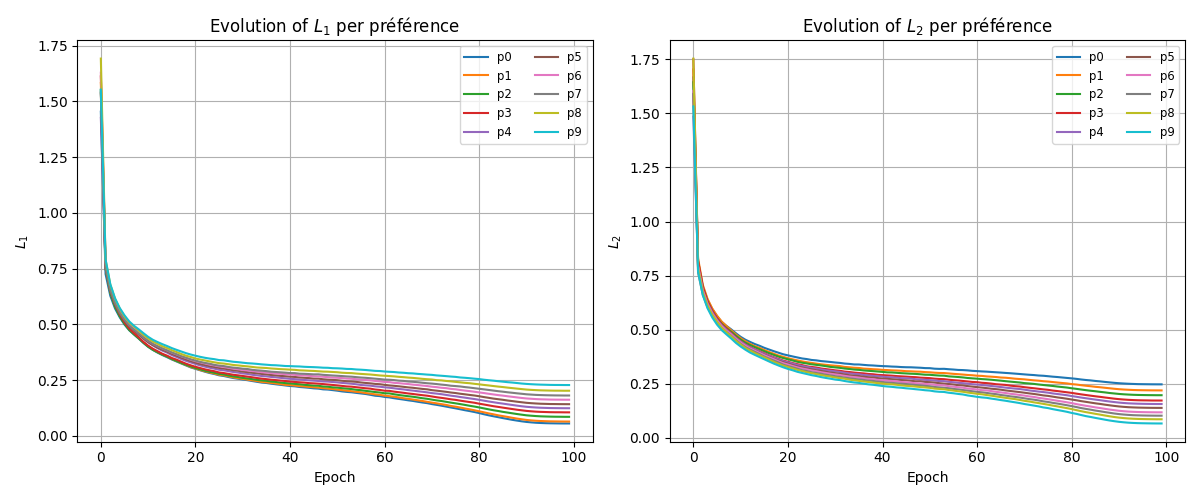 Evolution of L₁ per préférence
L₁
1.75
1.50
1.25
1.00
0.75
0.50
0.25
0.00
0 20 40 60 80 100
Epoch
p0 p5
p1 p6
p2 p7
p3 p8
p4 p9
Evolution of L₂ per préférence
L₂
1.75
1.50
1.25
1.00
0.75
0.50
0.25
0.00
0 20 40 60 80 100
Epoch
p0 p5
p1 p6
p2 p7
p3 p8
p4 p9